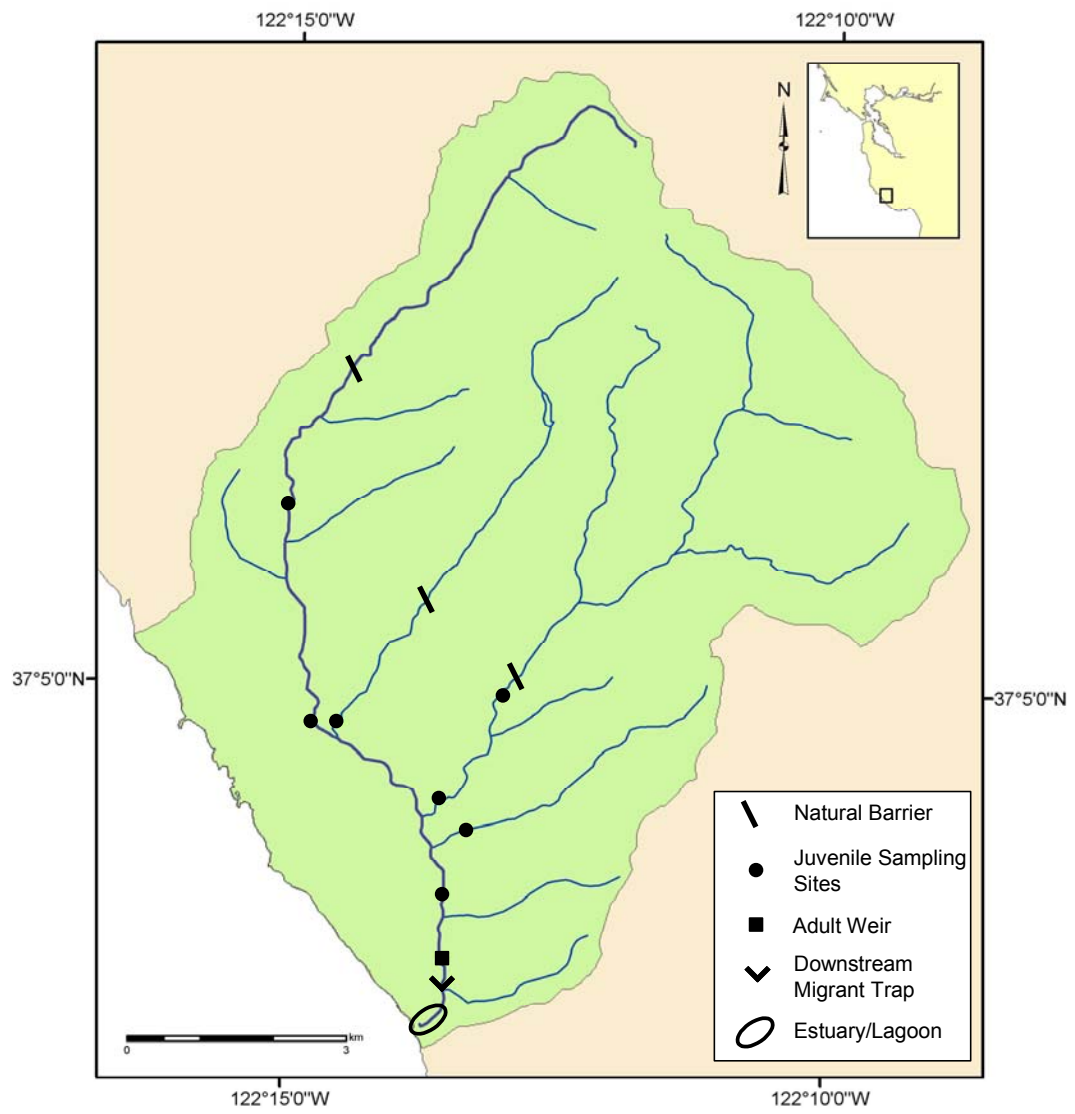 122°15'0"W
122°10'0"W
N
37°5'0"N
37°5'0"N
Natural Barrier
Juvenile Sampling
Sites
Adult Weir
Downstream
Migrant Trap
Estuary/Lagoon
km
0
3
122°15'0"W
122°10'0"W